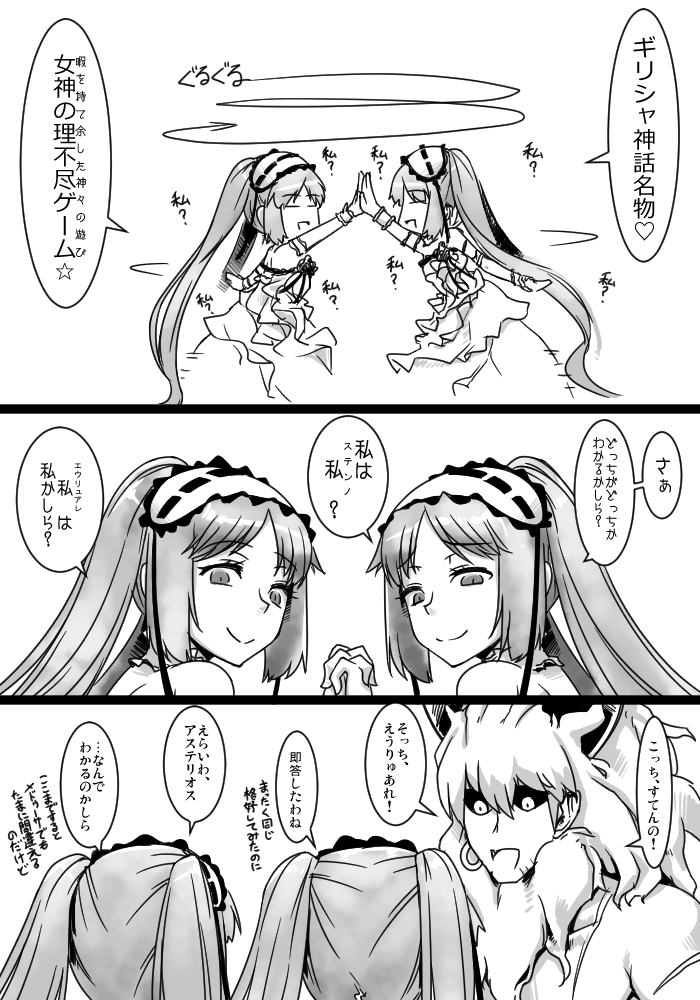 ギリシャ神話名物♡
暇を持て余した神々の遊び
女神の理不尽ゲーム☆
ぐるぐる
私?
私?
私?
私?
私?
私?
私?
私?
さぁ
どっちがどっちか
わかるかしら?
私は
ステンノ
私?
エウリュアレ
私は
私かしら?
こっち、すてんの!
そっち、
えうりゅあれ!
即答したわね
まったく同じ
格好してみたのに
えらいわ、
アステリオス
…なんで
わかるのかしら
ここまですると
さしもでも
たまに間違える
のだけど